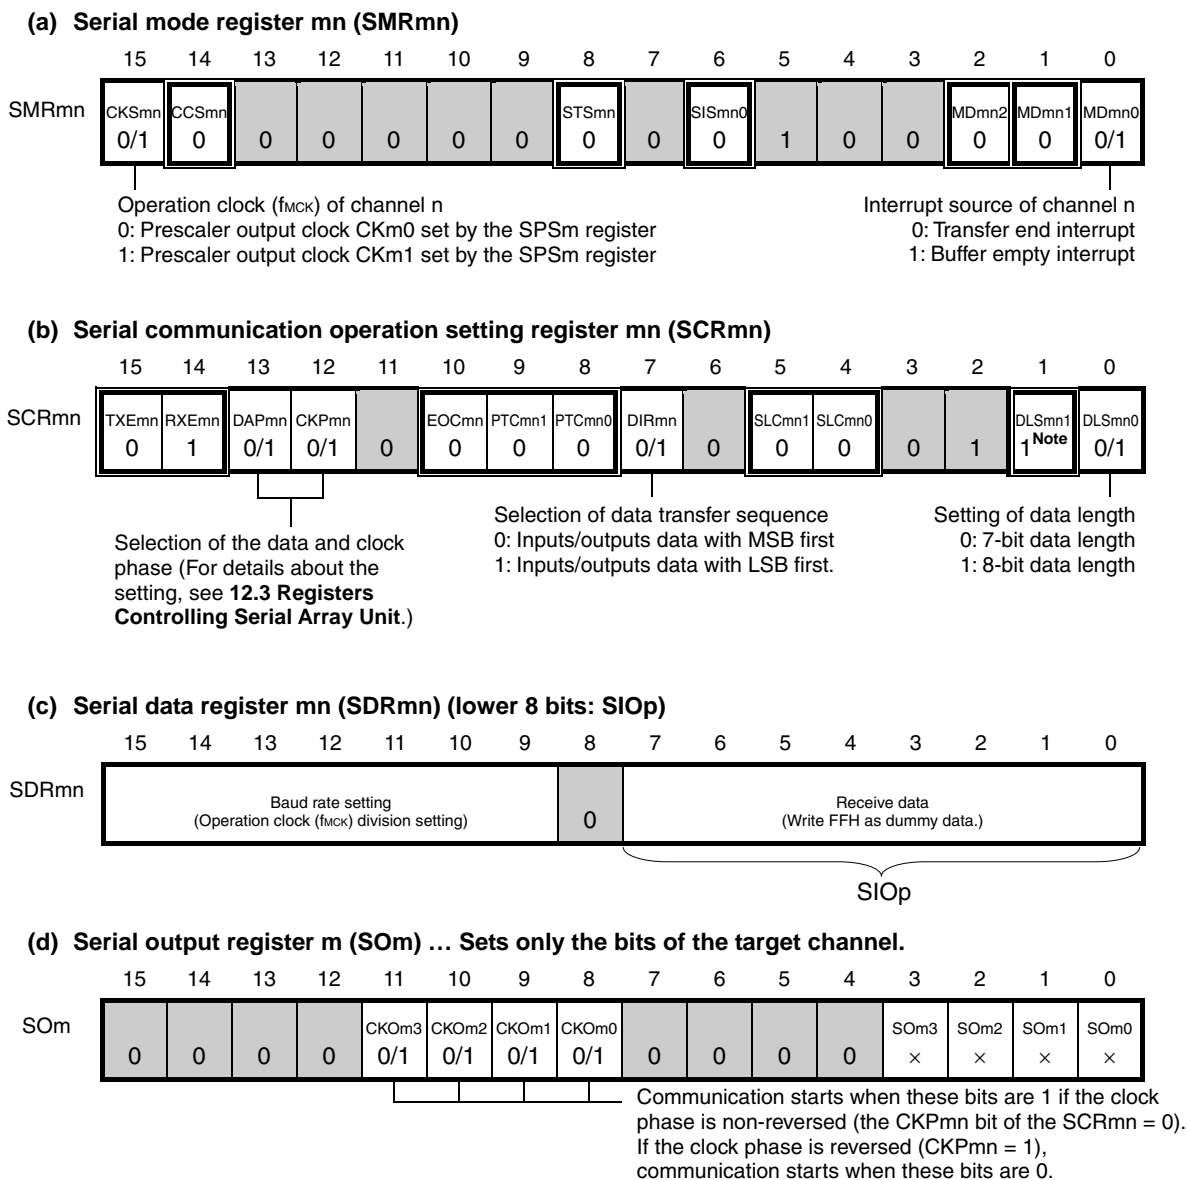 (a) Serial mode register mn (SMRmn)
15 14 13 12 11 10 9 8 7 6 5 4 3 2 1 0
SMRmn
CKSmn CCSmn STSmn SISmn0 MDmn2 MDmn1 MDmn0
0/1 0 0 0 0 0 0 0 0 0 1 0 0 0 0 0/1
Operation clock (fMCK) of channel n
0: Prescaler output clock CKm0 set by the SPSm register
1: Prescaler output clock CKm1 set by the SPSm register
Interrupt source of channel n
0: Transfer end interrupt
1: Buffer empty interrupt
(b) Serial communication operation setting register mn (SCRmn)
15 14 13 12 11 10 9 8 7 6 5 4 3 2 1 0
SCRmn
TXEmn RXEmn DAPmn CKPmn EOCmn PTCmn1 PTCmn0 DIRmn SLCmn1 SLCmn0 DLSmn1 DLSmn0
0 1 0/1 0/1 0 0 0 0 0/1 0 0 0 0 1 1Note 0/1
Selection of the data and clock
phase (For details about the
setting, see 12.3 Registers
Controlling Serial Array Unit.)
Selection of data transfer sequence
0: Inputs/outputs data with MSB first
1: Inputs/outputs data with LSB first.
Setting of data length
0: 7-bit data length
1: 8-bit data length
(c) Serial data register mn (SDRmn) (lower 8 bits: SIOp)
15 14 13 12 11 10 9 8 7 6 5 4 3 2 1 0
SDRmn
Baud rate setting
(Operation clock (fMCK) division setting)
0
Receive data
(Write FFH as dummy data.)
SIOp
(d) Serial output register m (SOm) … Sets only the bits of the target channel.
15 14 13 12 11 10 9 8 7 6 5 4 3 2 1 0
SOm
CKOm3 CKOm2 CKOm1 CKOm0 SOm3 SOm2 SOm1 SOm0
0 0 0 0 0/1 0/1 0/1 0/1 0 0 0 0 × × × ×
Communication starts when these bits are 1 if the clock
phase is non-reversed (the CKPmn bit of the SCRmn = 0).
If the clock phase is reversed (CKPmn = 1),
communication starts when these bits are 0.